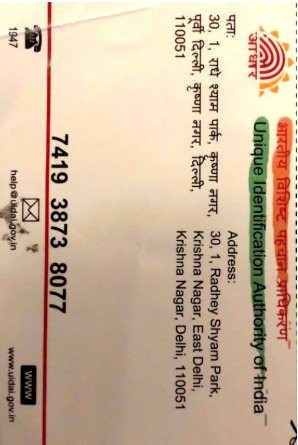 भारतीय विशिष्ट पहचान प्राधिकरण
Unique Identification Authority of India
आधार
पता:
30, 1, राधे श्याम पार्क, कृष्णा नगर,
पूर्वी दिल्ली, कृष्णा नगर, दिल्ली,
110051
Address:
30, 1, Radhey Shyam Park,
Krishna Nagar, East Delhi,
Krishna Nagar, Delhi, 110051
7419 3873 8077
1947
help@uidai.gov.in
www
www.uidai.gov.in